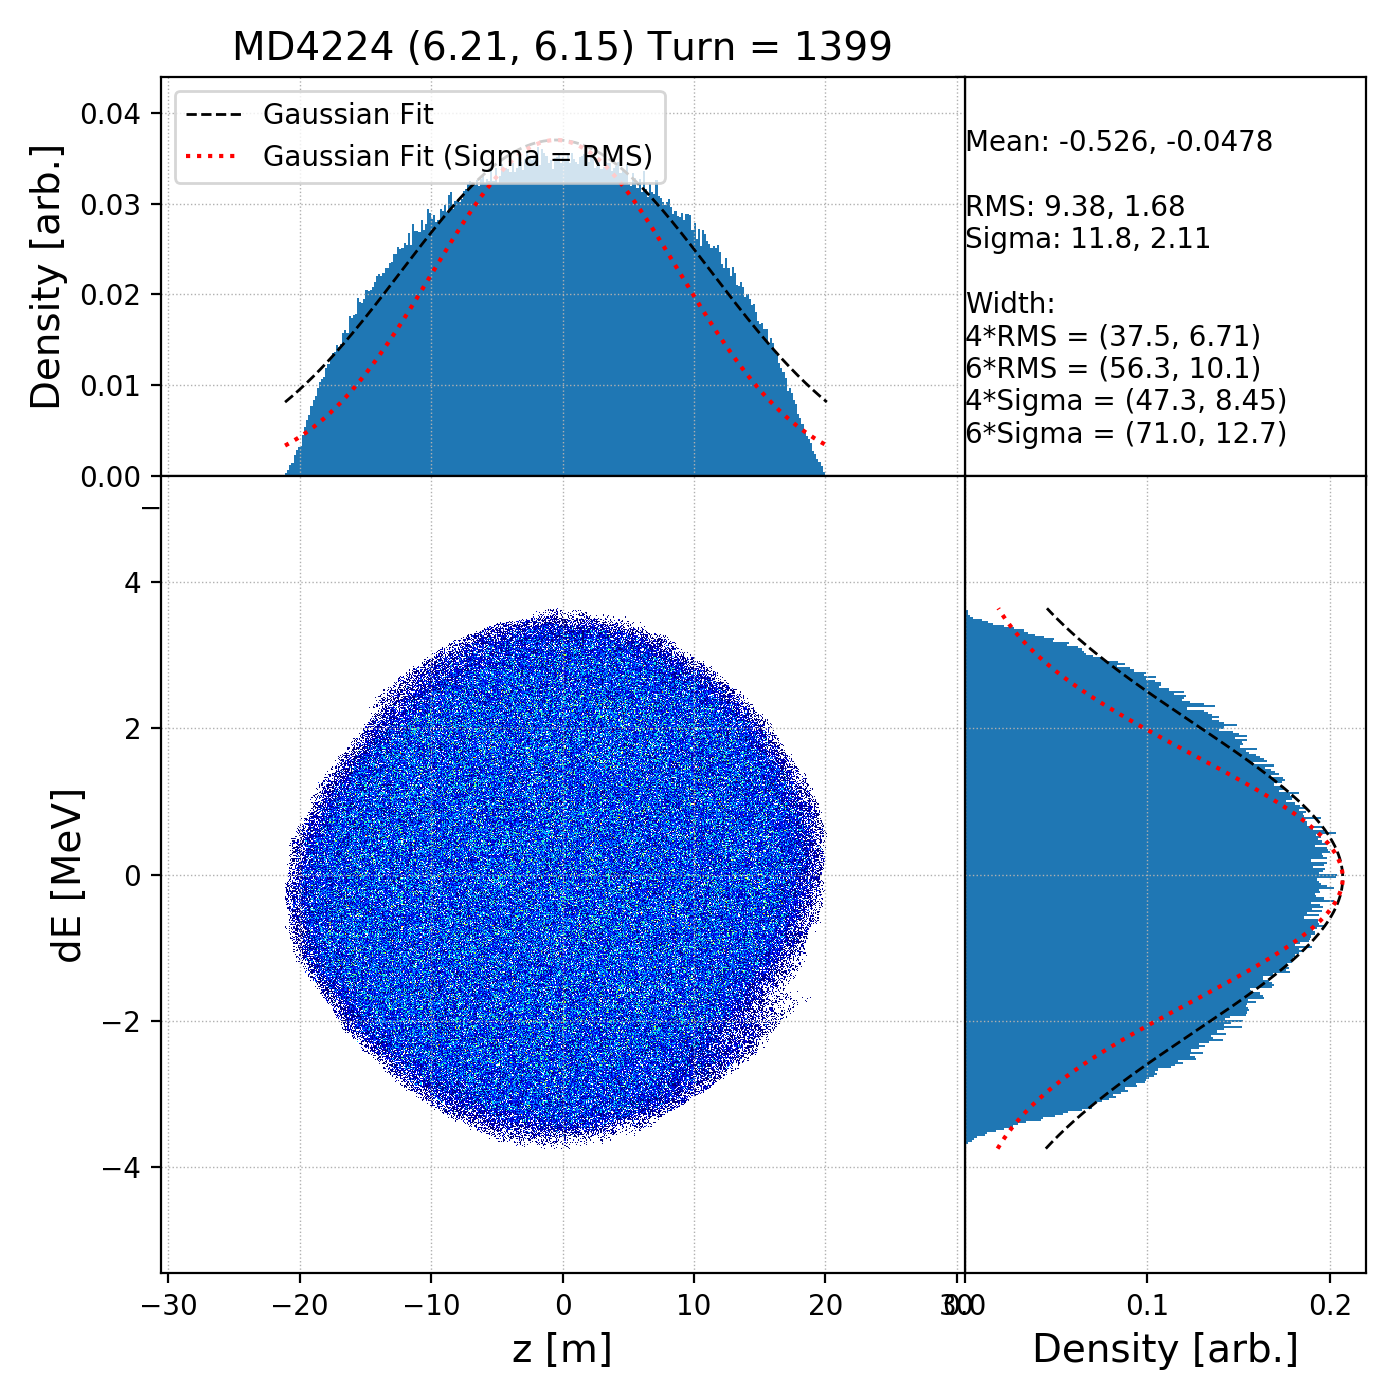 MD4224 (6.21, 6.15) Turn = 1399
Gaussian Fit
Gaussian Fit (Sigma = RMS)
Density [arb.]
0.04
0.03
0.02
0.01
0.00
Mean: -0.526, -0.0478
RMS: 9.38, 1.68
Sigma: 11.8, 2.11
Width:
4*RMS = (37.5, 6.71)
6*RMS = (56.3, 10.1)
4*Sigma = (47.3, 8.45)
6*Sigma = (71.0, 12.7)
dE [MeV]
4
2
0
−2
−4
−30 −20 −10 0 10 20 30
z [m]
0.0 0.1 0.2
Density [arb.]